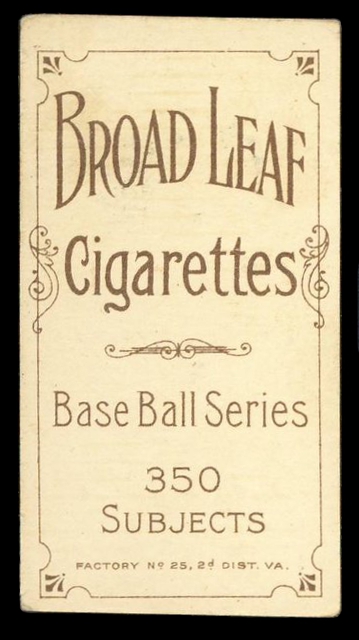 BROAD LEAF
Cigarettes
Base Ball Series
350
SUBJECTS
FACTORY Nº 25, 2d DIST. VA.